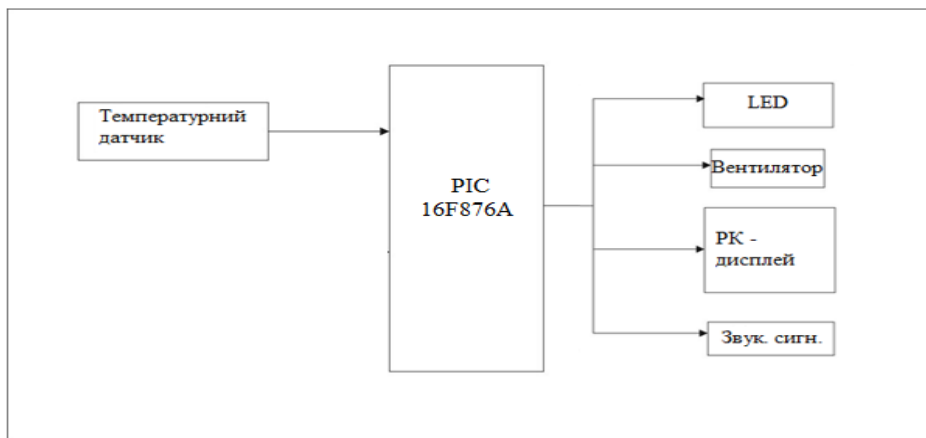 Температурний
датчик
PIC
16F876A
LED
Вентилятор
РК -
дисплей
Звук. сигн.